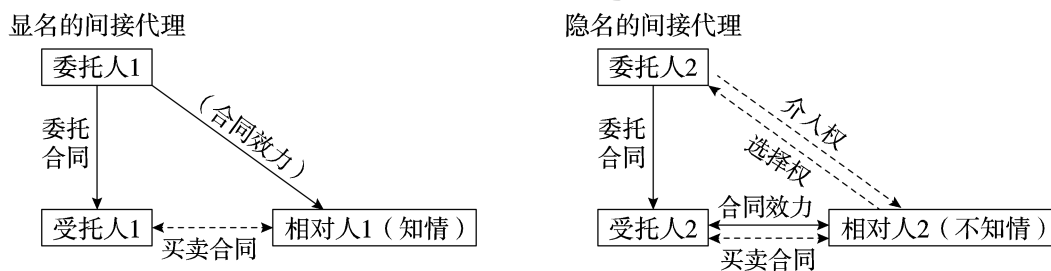 显名的间接代理
委托人1
委托
合同
（合同效力）
受托人1
买卖合同
相对人1（知情）
隐名的间接代理
委托人2
委托
合同
介入权
选择权
受托人2
合同效力
买卖合同
相对人2（不知情）